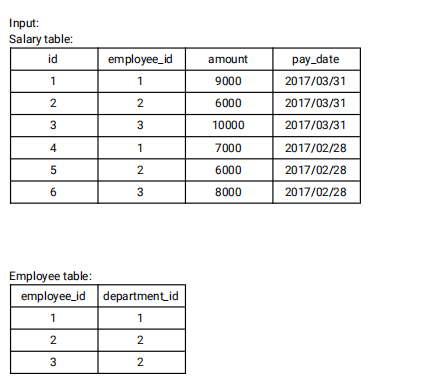 Input:
Salary table:
id employee_id amount pay_date
1 1 9000 2017/03/31
2 2 6000 2017/03/31
3 3 10000 2017/03/31
4 1 7000 2017/02/28
5 2 6000 2017/02/28
6 3 8000 2017/02/28
Employee table:
employee_id department_id
1 1
2 2
3 2